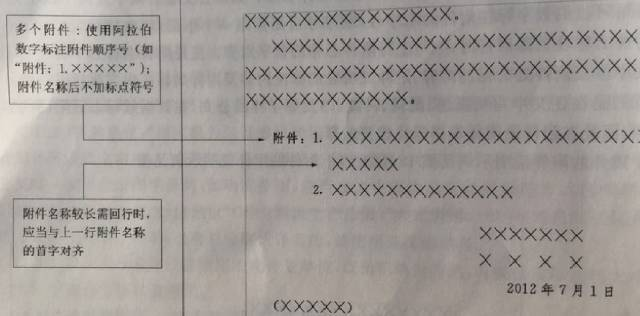 多个附件：使用阿拉伯
数字标注附件顺序号（如
“附件：1.×××××”）；
附件名称后不加标点符号
附件名称较长需回行时，
应当与上一行附件名称
的首字对齐
×××××××××××××××。
××××××××××××××××××××
××××××××××××××××××××××
××××××××××××。
附件：1. ×××××××××××××××××××
×××××
2. ×××××××××××××
×××××××
× × × ×
2012年7月1日
（×××××）